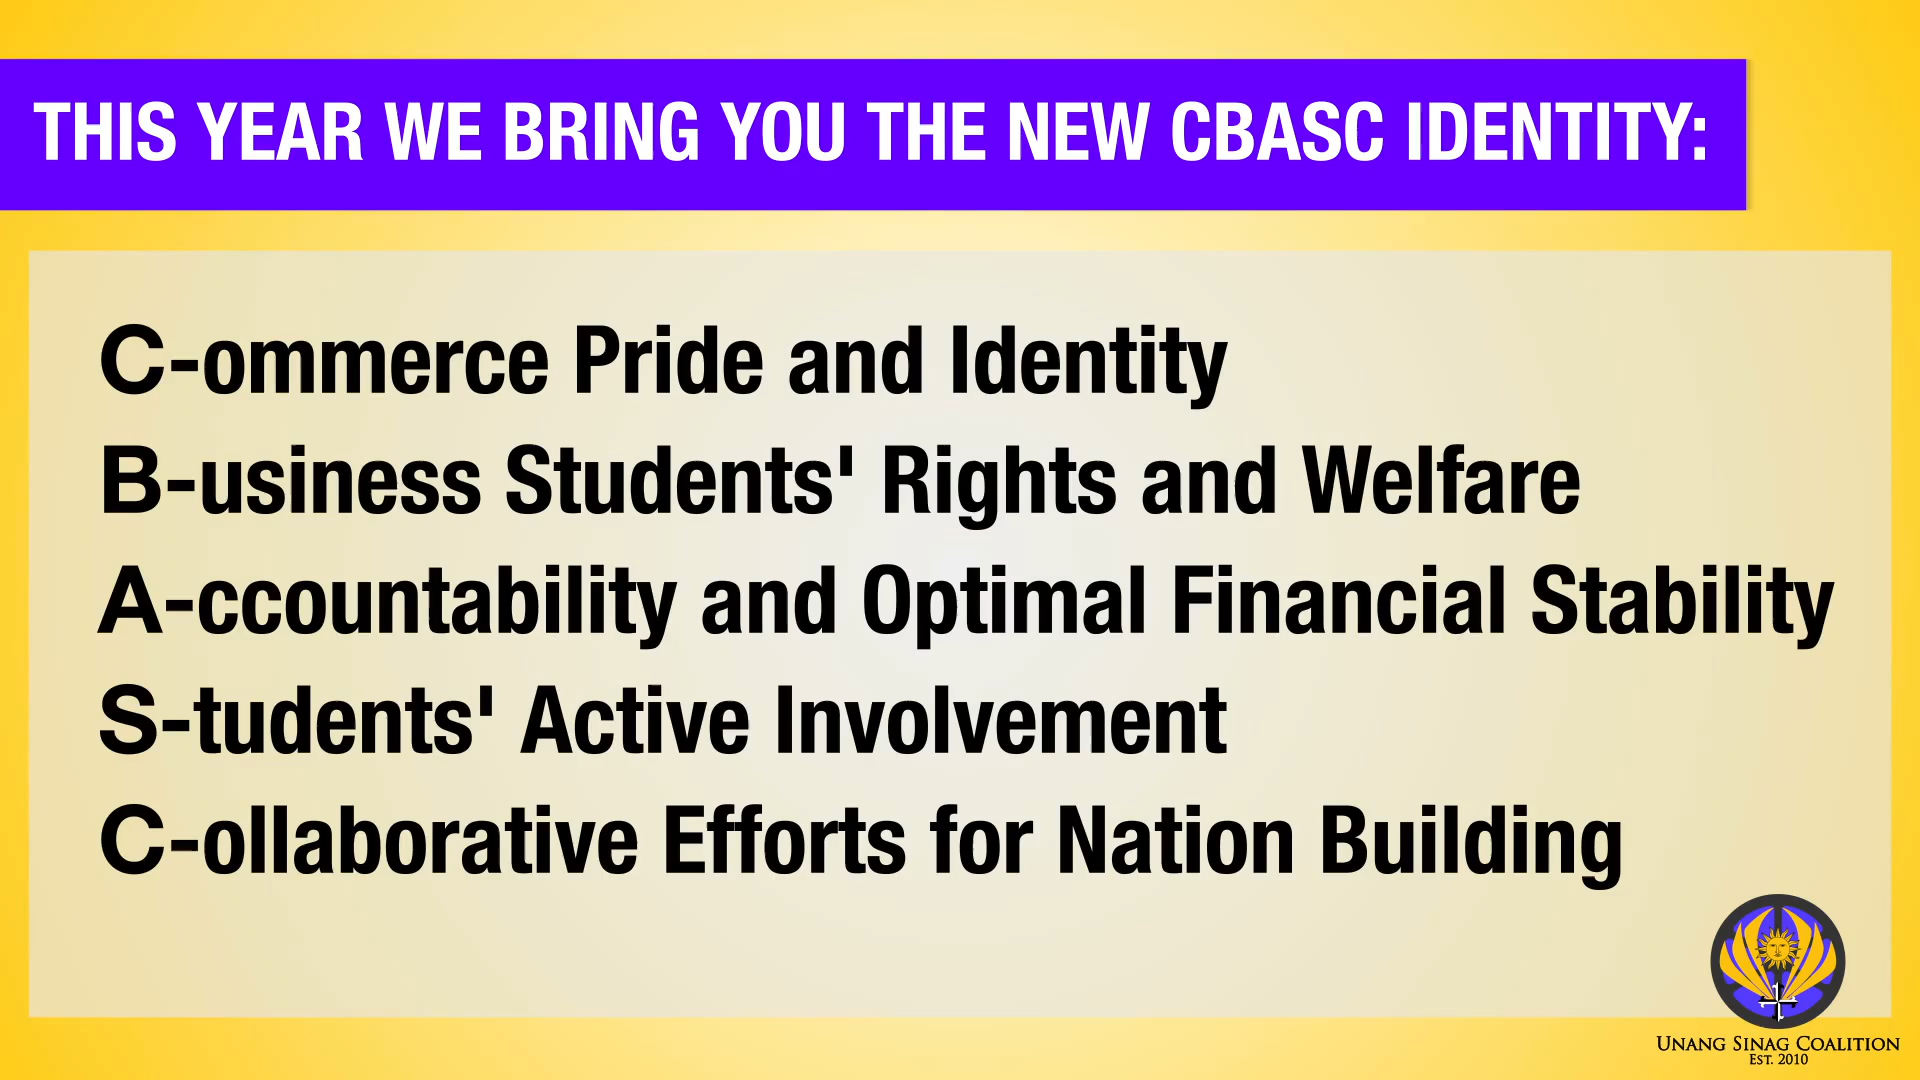 THIS YEAR WE BRING YOU THE NEW CBASC IDENTITY:
C-ommerce Pride and Identity
B-usiness Students' Rights and Welfare
A-ccountability and Optimal Financial Stability
S-tudents' Active Involvement
C-ollaborative Efforts for Nation Building
UNANG SINAG COALITION
EST. 2010